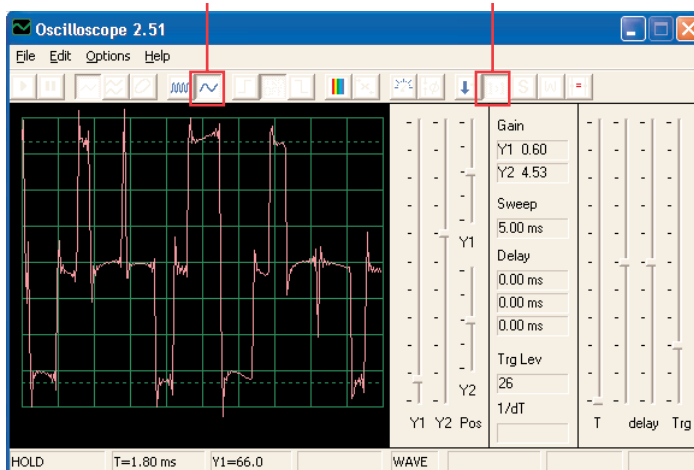 Oscilloscope 2.51
File Edit Options Help
Gain
Y1 0.60
Y2 4.53
Sweep
5.00 ms
Delay
0.00 ms
0.00 ms
0.00 ms
Trg Lev
26
1/dT
Y1
Y2
Y1 Y2 Pos
T delay Trg
HOLD T=1.80 ms Y1=66.0 WAVE